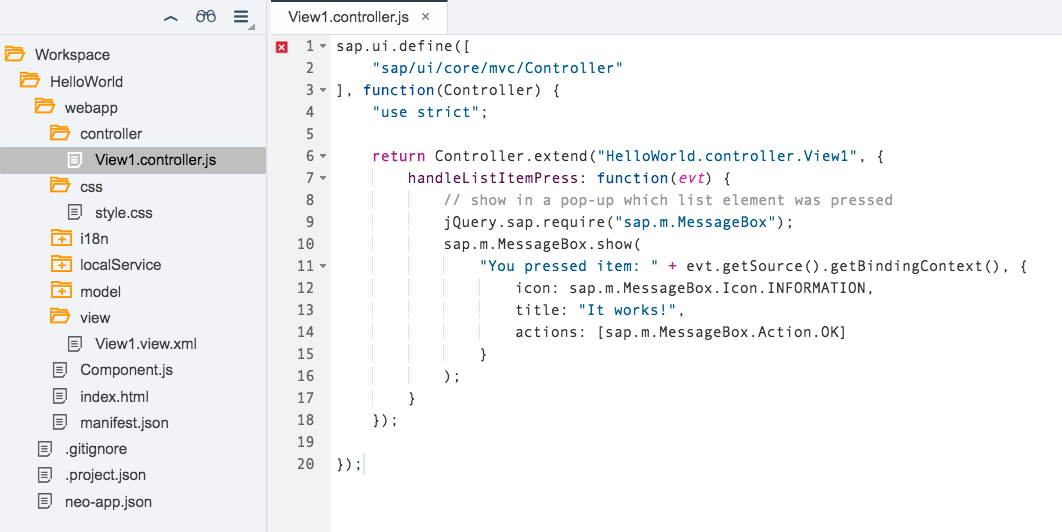 View1.controller.js ×
Workspace
HelloWorld
webapp
controller
View1.controller.js
css
style.css
i18n
localService
model
view
View1.view.xml
Component.js
index.html
manifest.json
.gitignore
.project.json
neo-app.json
1 sap.ui.define([
2     "sap/ui/core/mvc/Controller"
3 ], function(Controller) {
4     "use strict";
5
6     return Controller.extend("HelloWorld.controller.View1", {
7         handleListItemPress: function(evt) {
8             // show in a pop-up which list element was pressed
9             jQuery.sap.require("sap.m.MessageBox");
10             sap.m.MessageBox.show(
11                 "You pressed item: " + evt.getSource().getBindingContext(), {
12                     icon: sap.m.MessageBox.Icon.INFORMATION,
13                     title: "It works!",
14                     actions: [sap.m.MessageBox.Action.OK]
15                 }
16             );
17         }
18     });
19
20 });